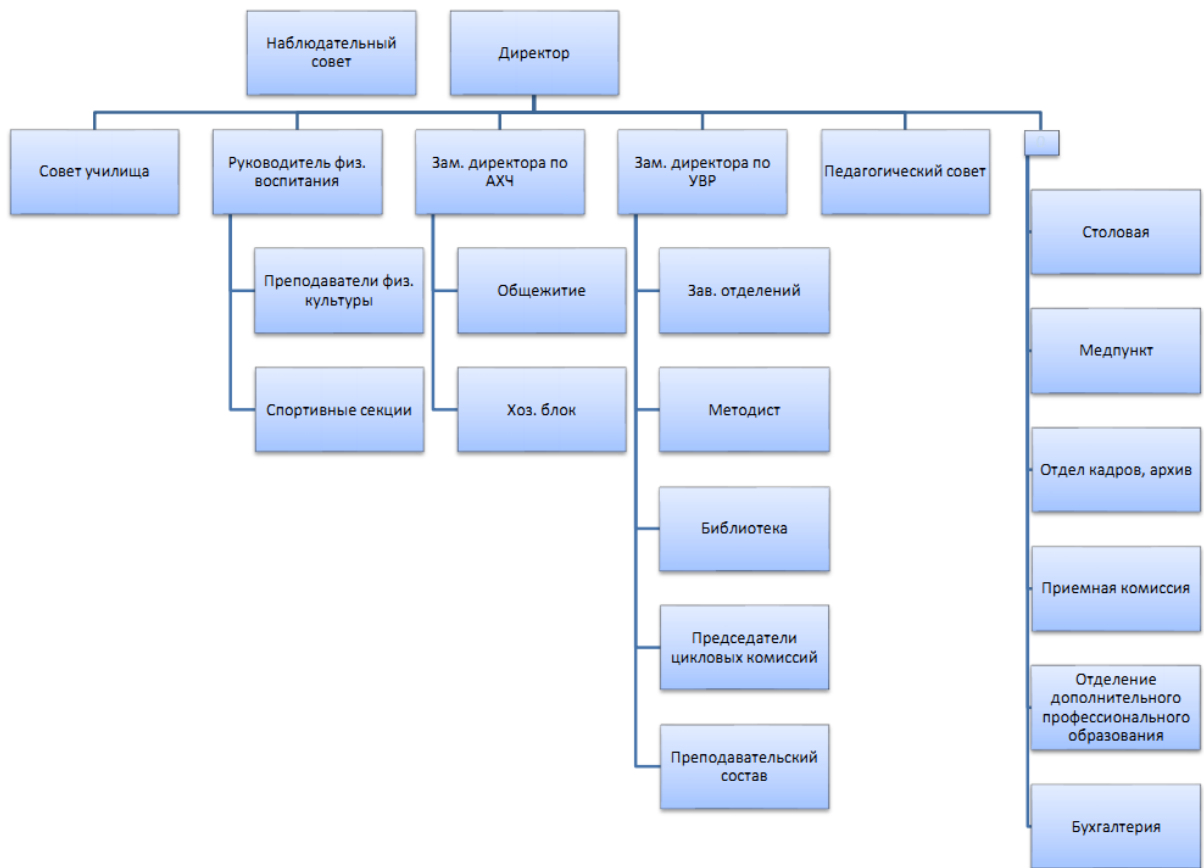 Наблюдательный
совет
Директор
Совет училища
Руководитель физ.
воспитания
Зам. директора по
АХЧ
Зам. директора по
УВР
Педагогический совет
Преподаватели физ.
культуры
Спортивные секции
Общежитие
Хоз. блок
Зав. отделений
Методист
Библиотека
Председатели
цикловых комиссий
Преподавательский
состав
Столовая
Медпункт
Отдел кадров, архив
Приемная комиссия
Отделение
дополнительного
профессионального
образования
Бухгалтерия